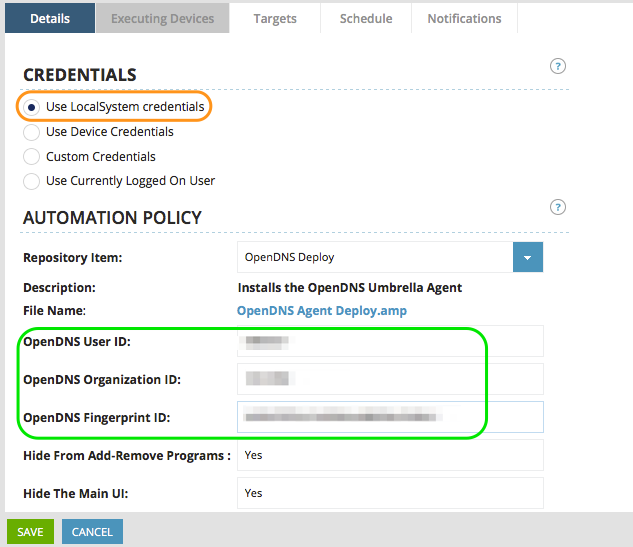 Details Executing Devices Targets Schedule Notifications
CREDENTIALS ?
Use LocalSystem credentials
Use Device Credentials
Custom Credentials
Use Currently Logged On User
AUTOMATION POLICY ?
Repository Item: OpenDNS Deploy
Description: Installs the OpenDNS Umbrella Agent
File Name: OpenDNS Agent Deploy.amp
OpenDNS User ID:
OpenDNS Organization ID:
OpenDNS Fingerprint ID:
Hide From Add-Remove Programs : Yes
Hide The Main UI: Yes
SAVE CANCEL